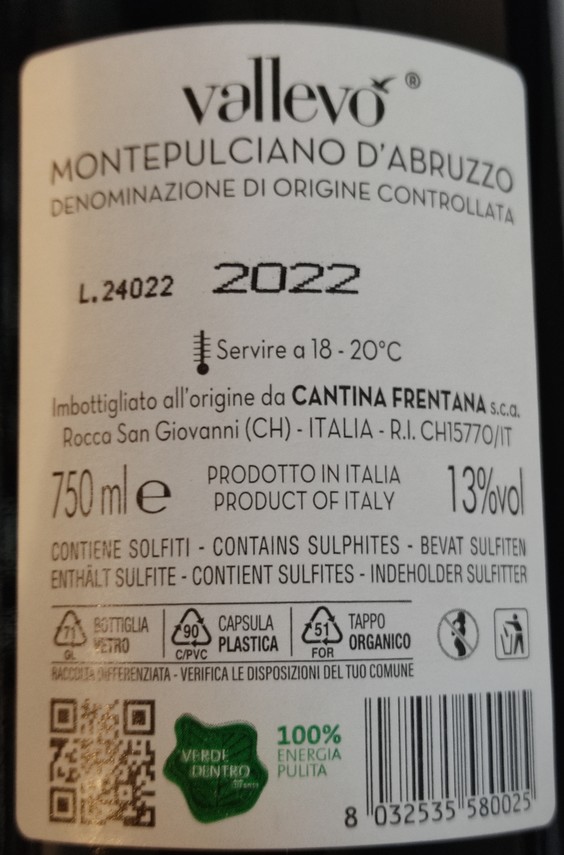 vallevò ®
MONTEPULCIANO D'ABRUZZO
DENOMINAZIONE DI ORIGINE CONTROLLATA
L.24022 2022
Servire a 18 - 20°C
Imbottigliato all'origine da CANTINA FRENTANA s.c.a.
Rocca San Giovanni (CH) - ITALIA - R.I. CH15770/IT
750 ml e
PRODOTTO IN ITALIA
PRODUCT OF ITALY
13%vol
CONTIENE SOLFITI - CONTAINS SULPHITES - BEVAT SULFITEN
ENTHÄLT SULFITE - CONTIENT SULFITES - INDEHOLDER SULFITTER
71
GL
BOTTIGLIA
VETRO
90
C/PVC
CAPSULA
PLASTICA
51
FOR
TAPPO
ORGANICO
RACCOLTA DIFFERENZIATA - VERIFICA LE DISPOSIZIONI DEL TUO COMUNE
VERDE
DENTRO
100%
ENERGIA
PULITA
8 032535 580025